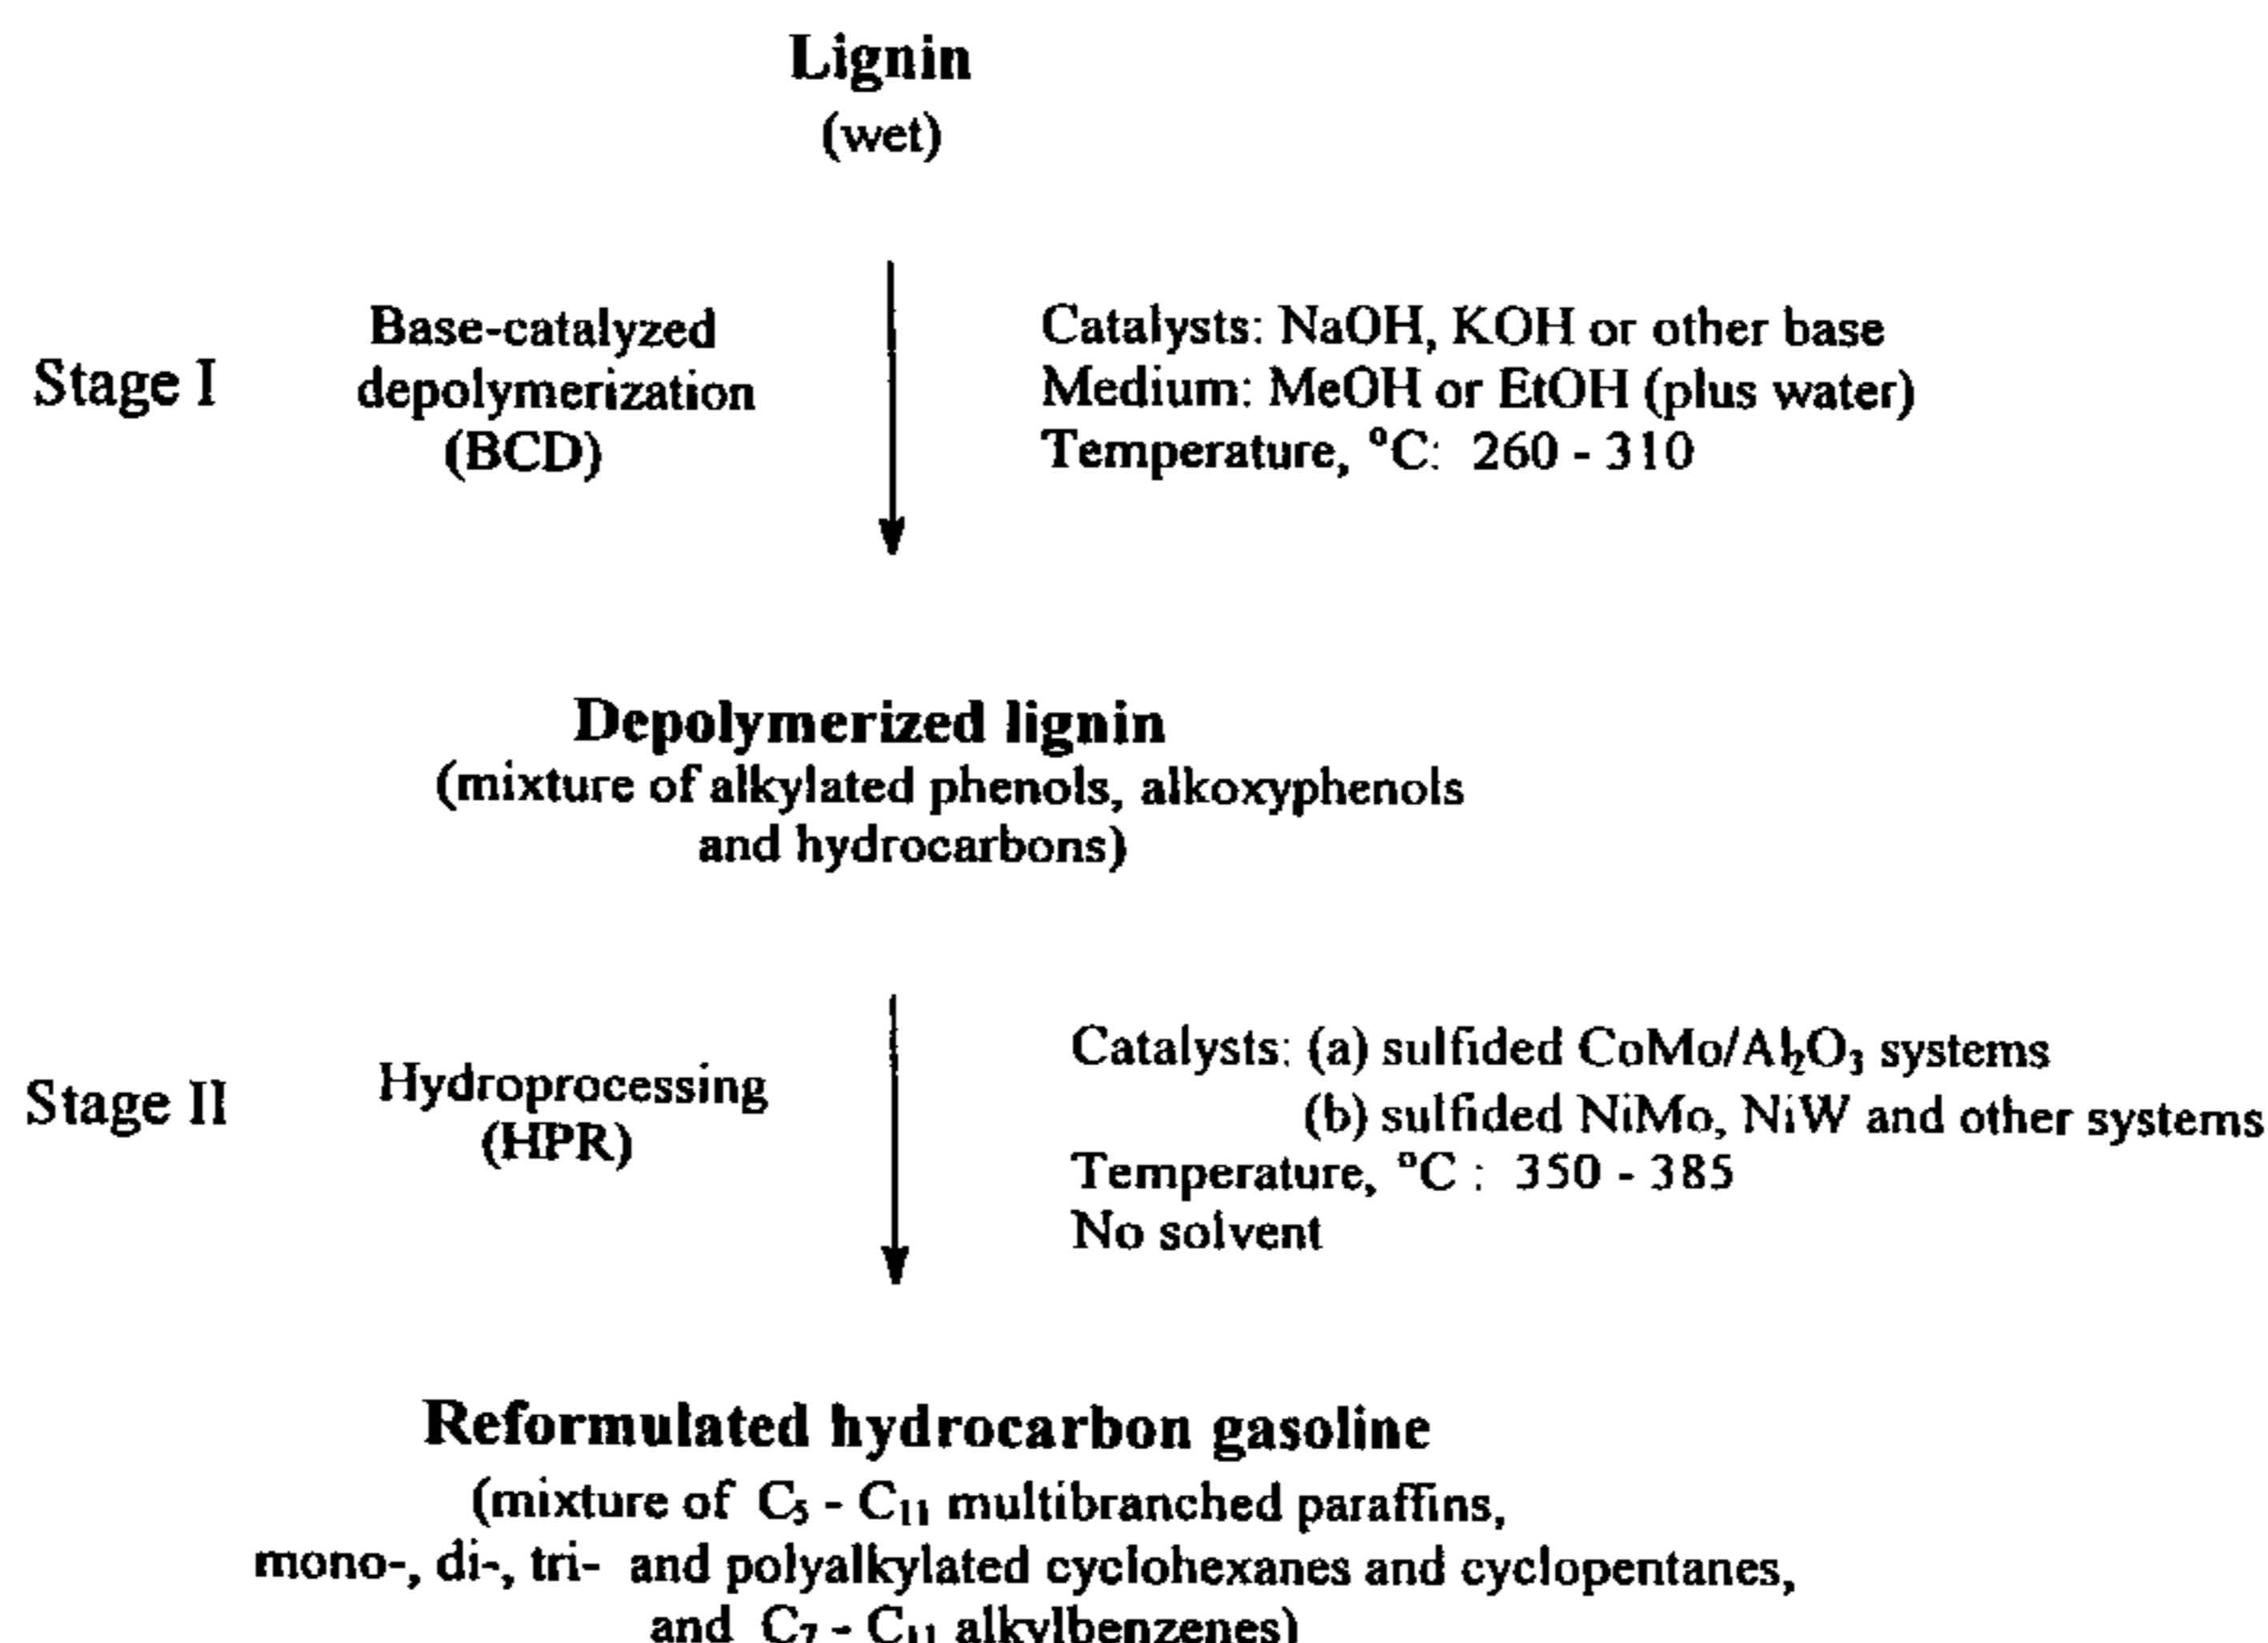 Lignin
(wet)
Stage I
Base-catalyzed
depolymerization
(BCD)
Catalysts: NaOH, KOH or other base
Medium: MeOH or EtOH (plus water)
Temperature, °C: 260 - 310
Depolymerized lignin
(mixture of alkylated phenols, alkoxyphenols
and hydrocarbons)
Stage II
Hydroprocessing
(HPR)
Catalysts: (a) sulfided CoMo/Al₂O₃ systems
(b) sulfided NiMo, NiW and other systems
Temperature, °C : 350 - 385
No solvent
Reformulated hydrocarbon gasoline
(mixture of C₅ - C₁₁ multibranched paraffins,
mono-, di-, tri- and polyalkylated cyclohexanes and cyclopentanes,
and C₇ - C₁₁ alkylbenzenes)